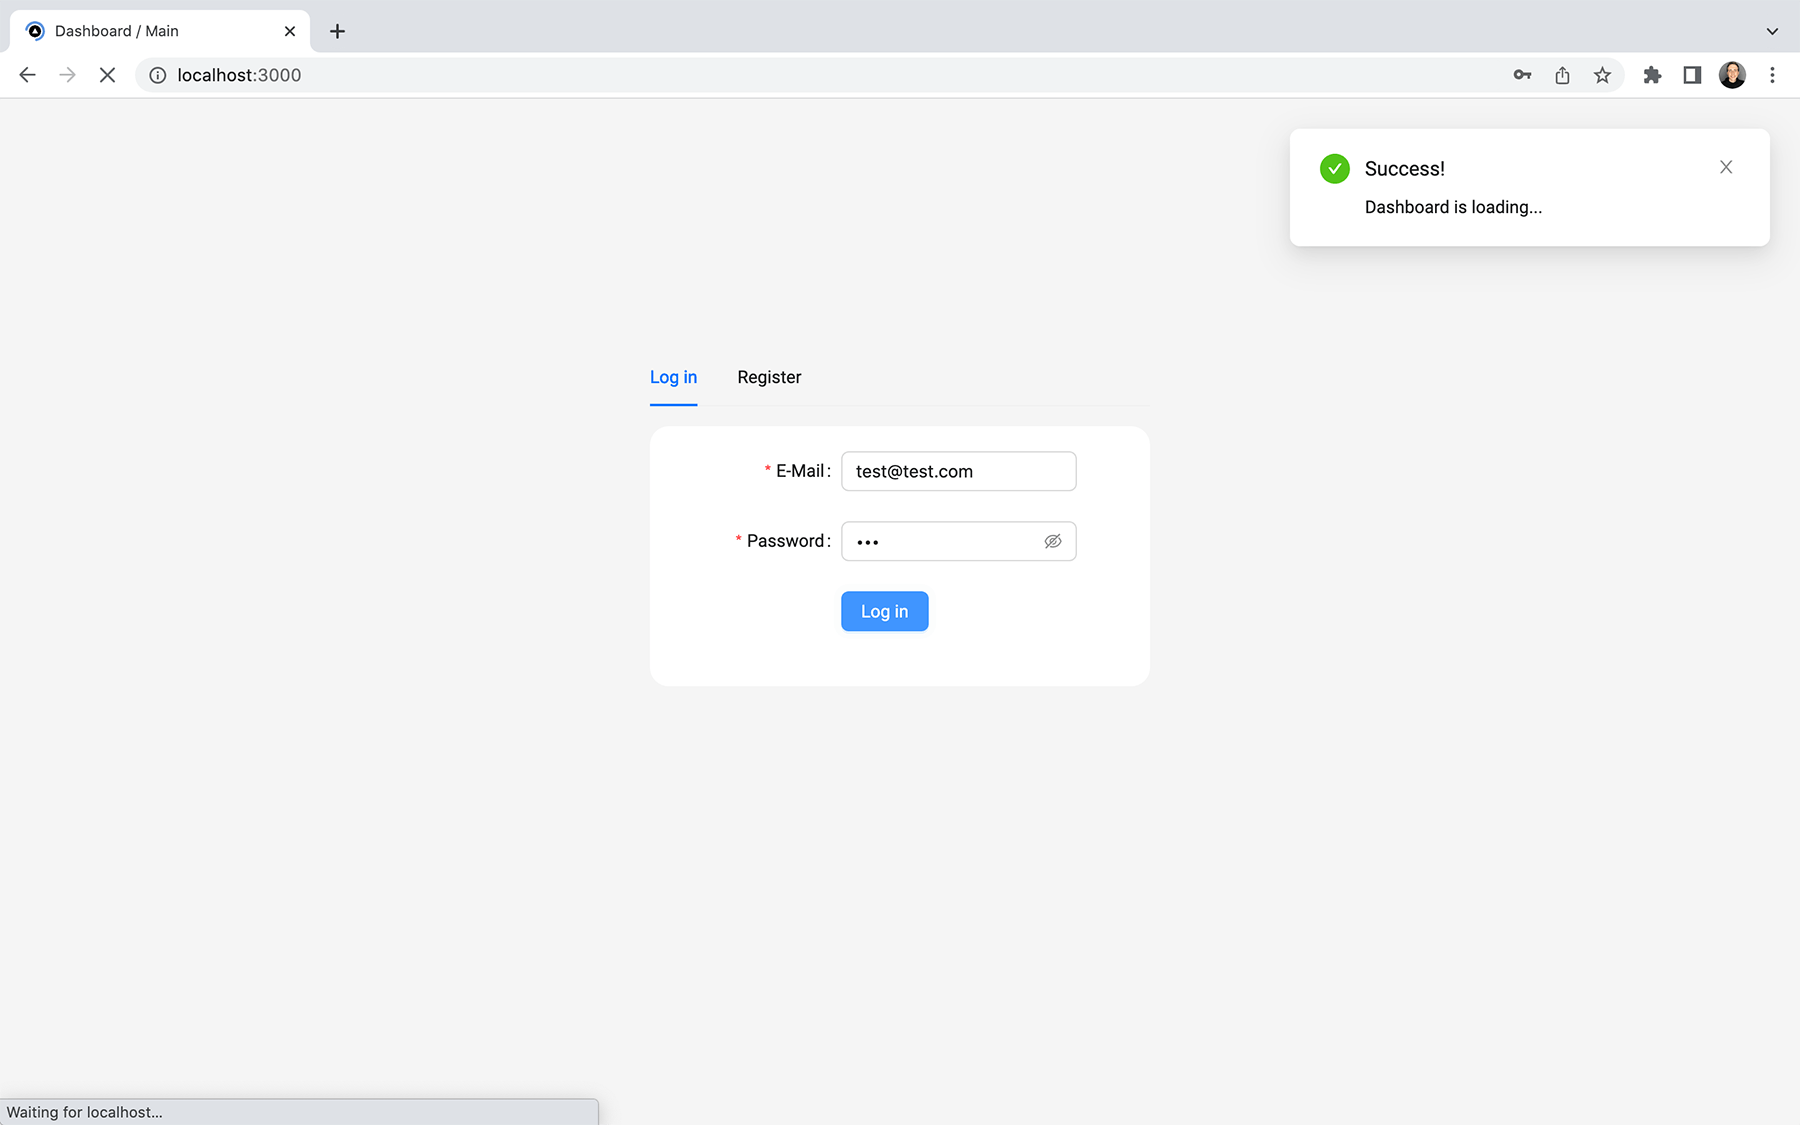 Dashboard / Main
localhost:3000
Success!
Dashboard is loading...
Log in
Register
* E-Mail:
test@test.com
* Password:
•••
Log in
Waiting for localhost...